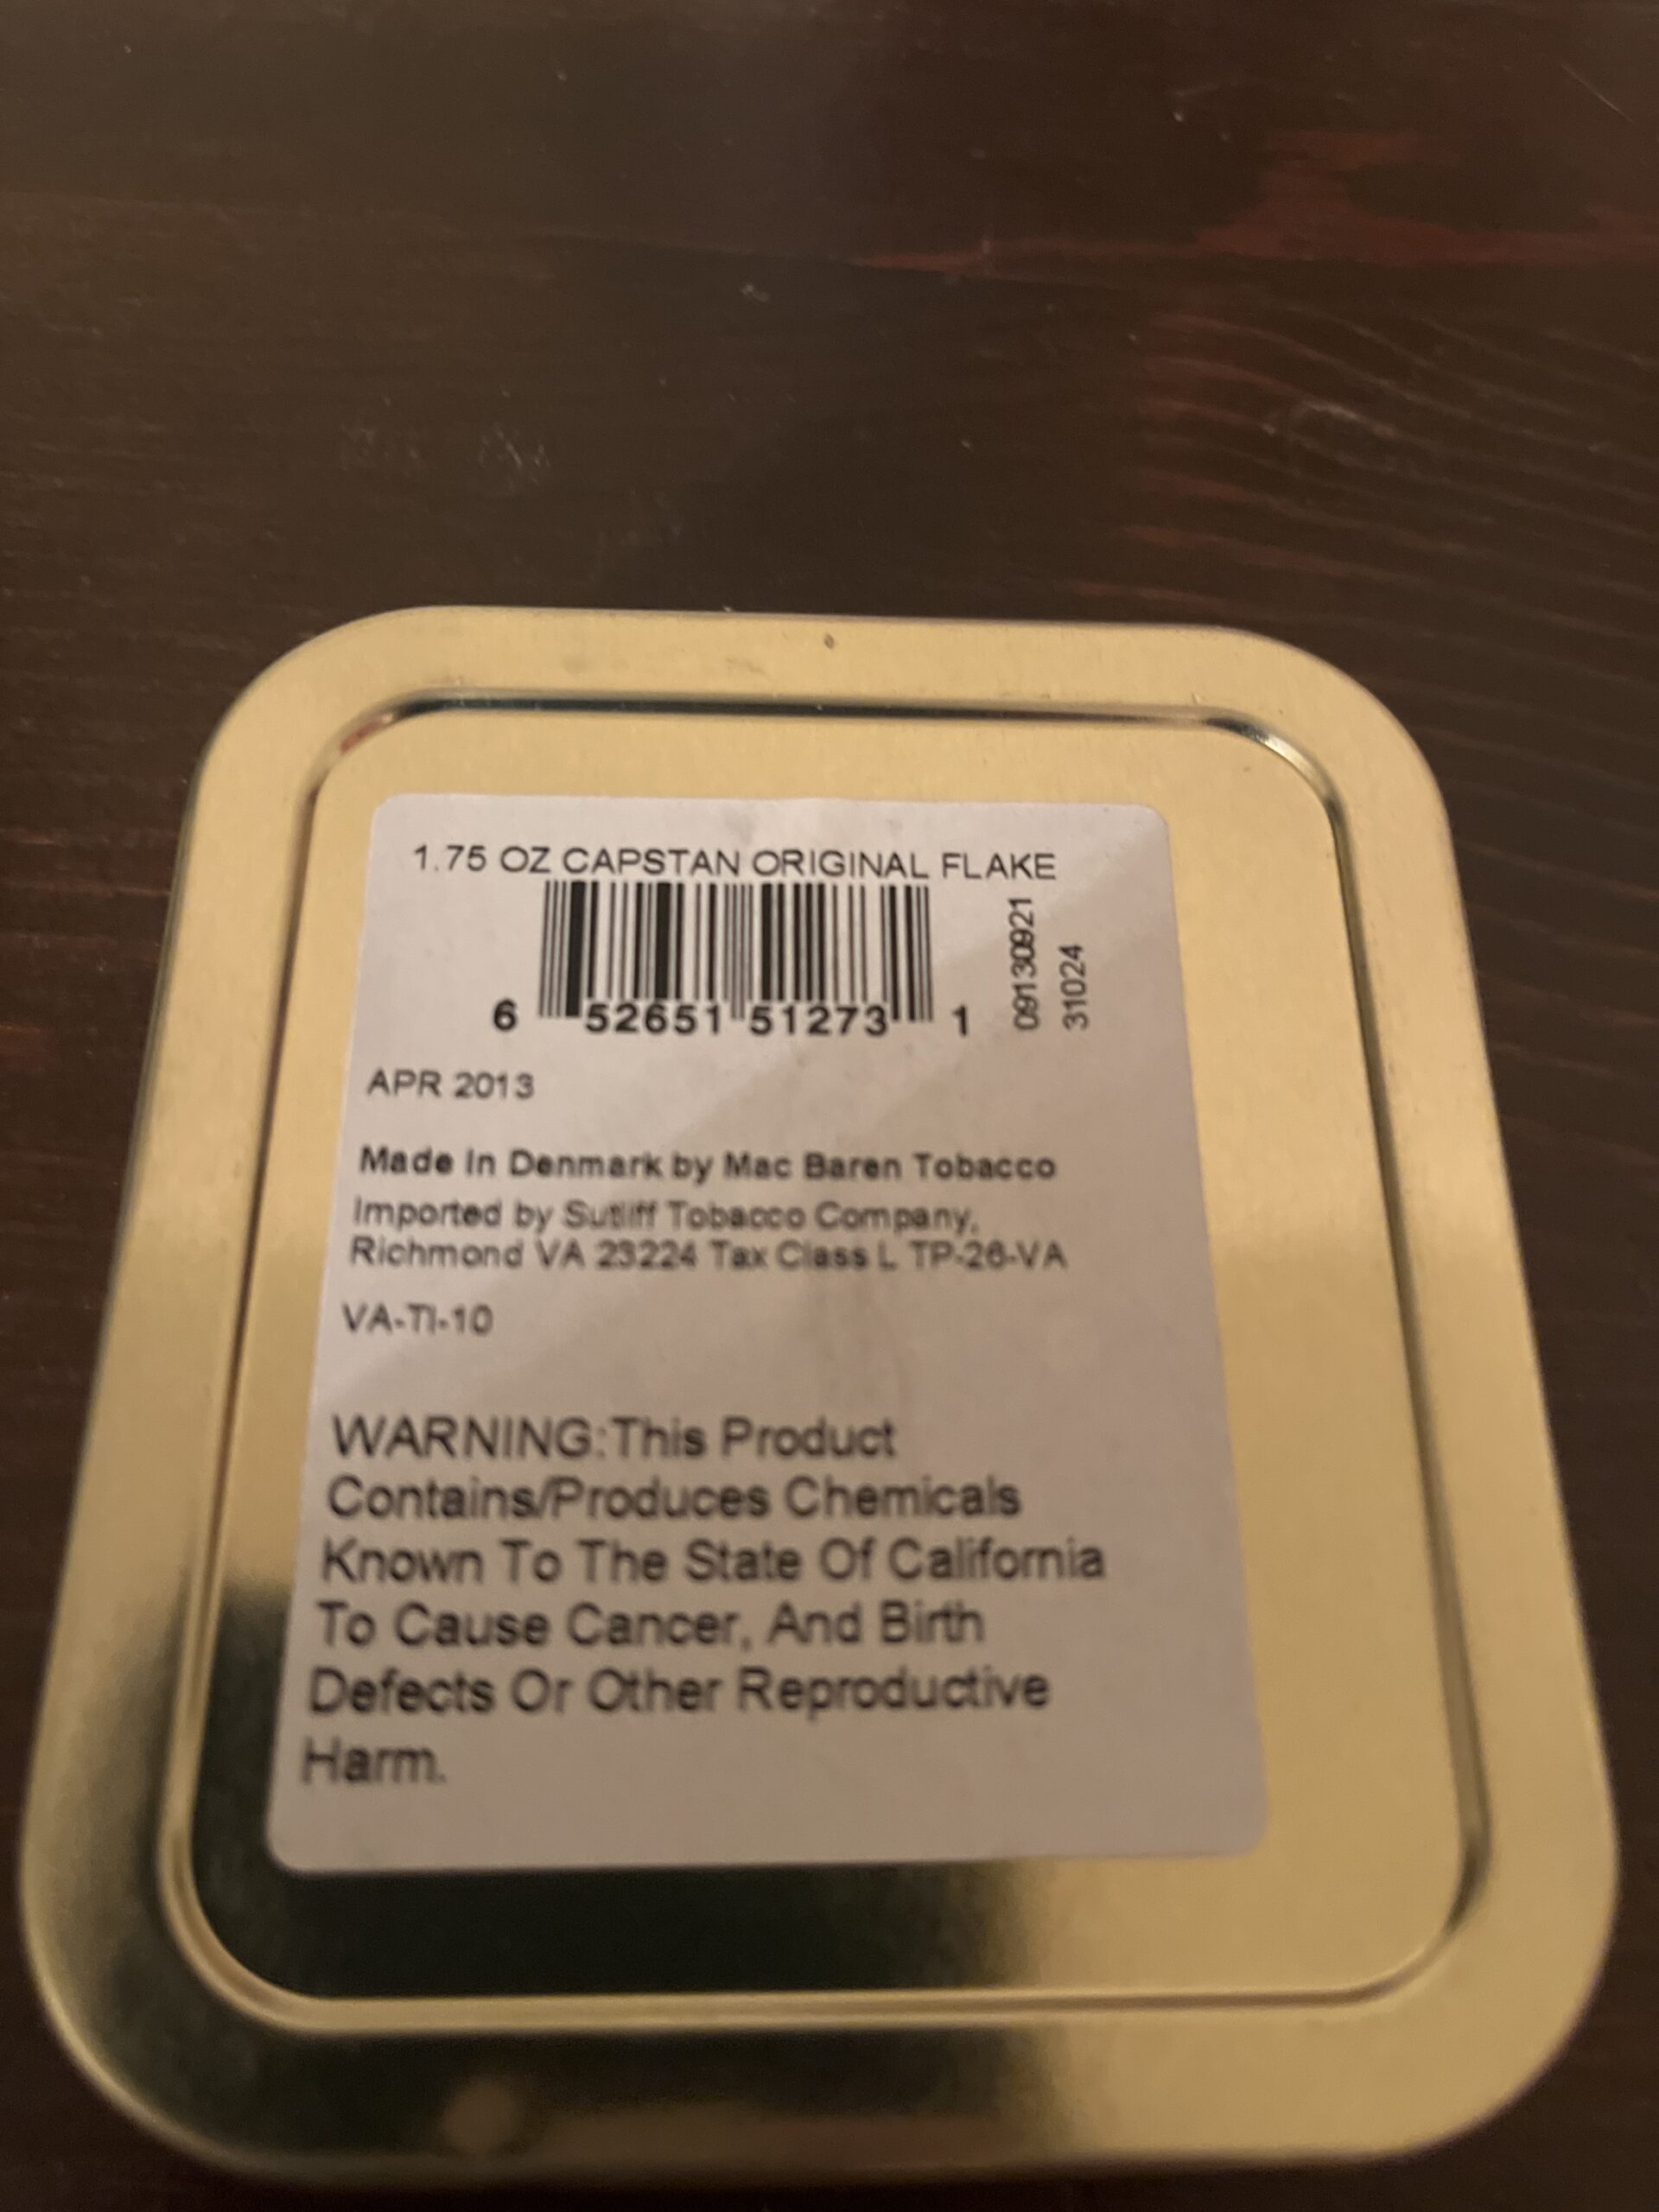 1.75 OZ CAPSTAN ORIGINAL FLAKE
6 52651 51273 1
09130921
31024
APR 2013
Made In Denmark by Mac Baren Tobacco
Imported by Sutliff Tobacco Company,
Richmond VA 23224 Tax Class L TP-26-VA
VA-TI-10
WARNING:This Product
Contains/Produces Chemicals
Known To The State Of California
To Cause Cancer, And Birth
Defects Or Other Reproductive
Harm.